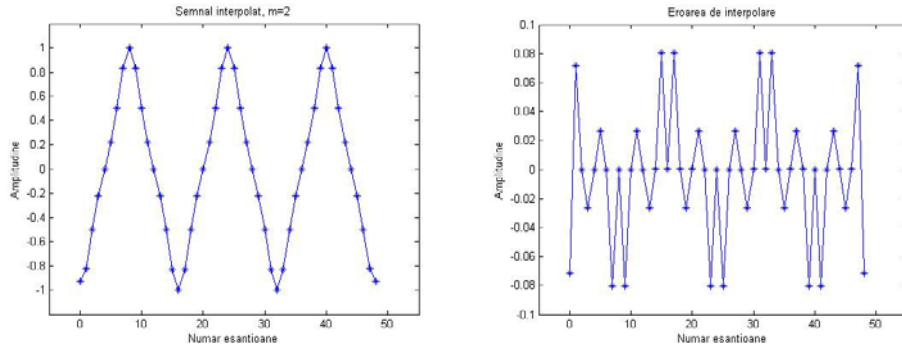 Semnal interpolat, m=2
1
0.8
0.6
0.4
0.2
0
-0.2
-0.4
-0.6
-0.8
-1
Amplitudine
0 10 20 30 40 50
Numar esantioane
Eroarea de interpolare
0.1
0.08
0.06
0.04
0.02
0
-0.02
-0.04
-0.06
-0.08
-0.1
Amplitudine
0 10 20 30 40 50
Numar esantioane